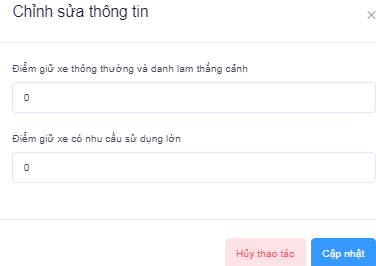 Chỉnh sửa thông tin
Điểm giữ xe thông thường và danh lam thắng cảnh
0
Điểm giữ xe có nhu cầu sử dụng lớn
0
Hủy thao tác Cập nhật